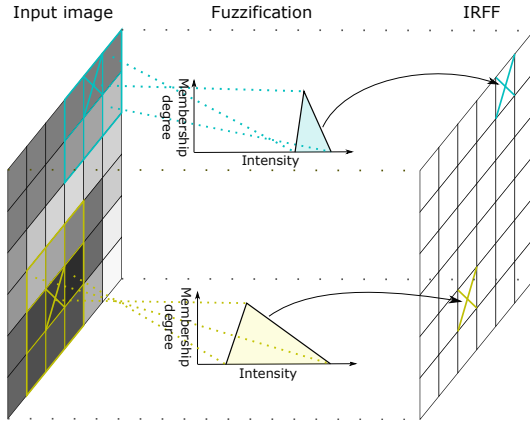 Input image
Fuzzification
IRFF
Membership
degree
Intensity
Membership
degree
Intensity